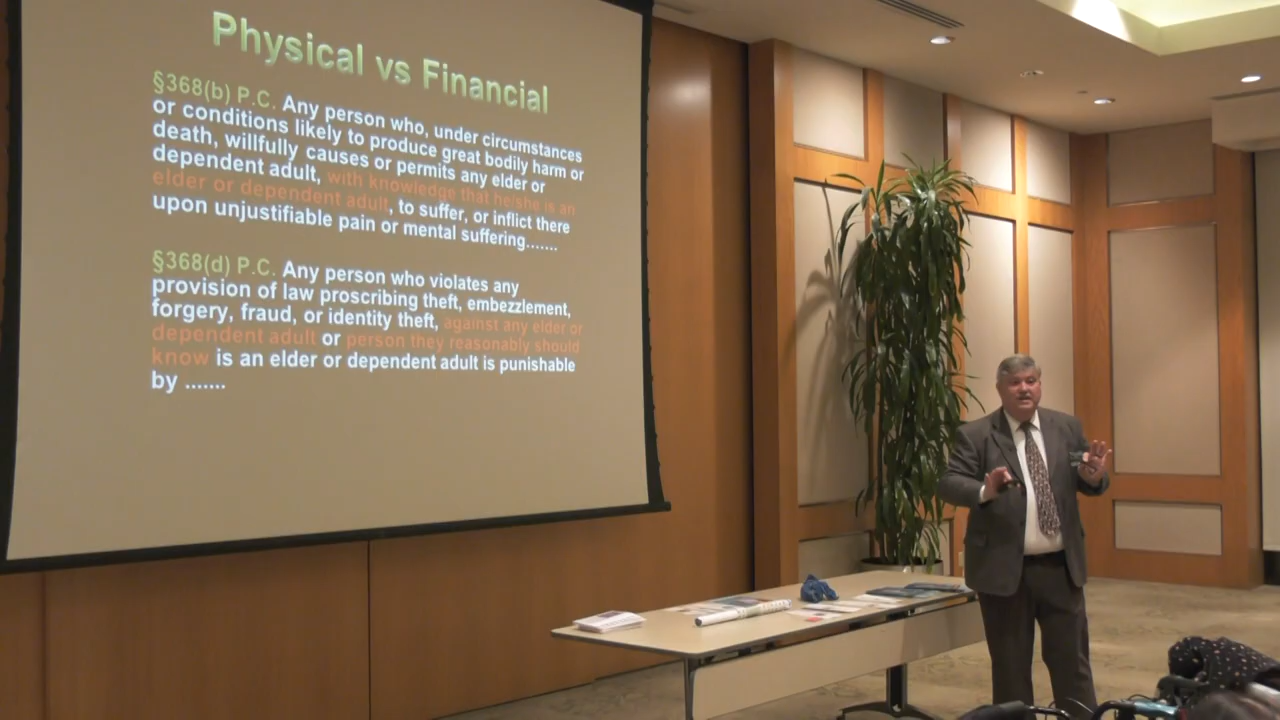 Physical vs Financial
§368(b) P.C. Any person who, under circumstances
or conditions likely to produce great bodily harm or
death, willfully causes or permits any elder or
dependent adult, with knowledge that he/she is an
elder or dependent adult, to suffer, or inflict there
upon unjustifiable pain or mental suffering.......
§368(d) P.C. Any person who violates any
provision of law proscribing theft, embezzlement,
forgery, fraud, or identity theft, against any elder or
dependent adult or person they reasonably should
know is an elder or dependent adult is punishable
by .......